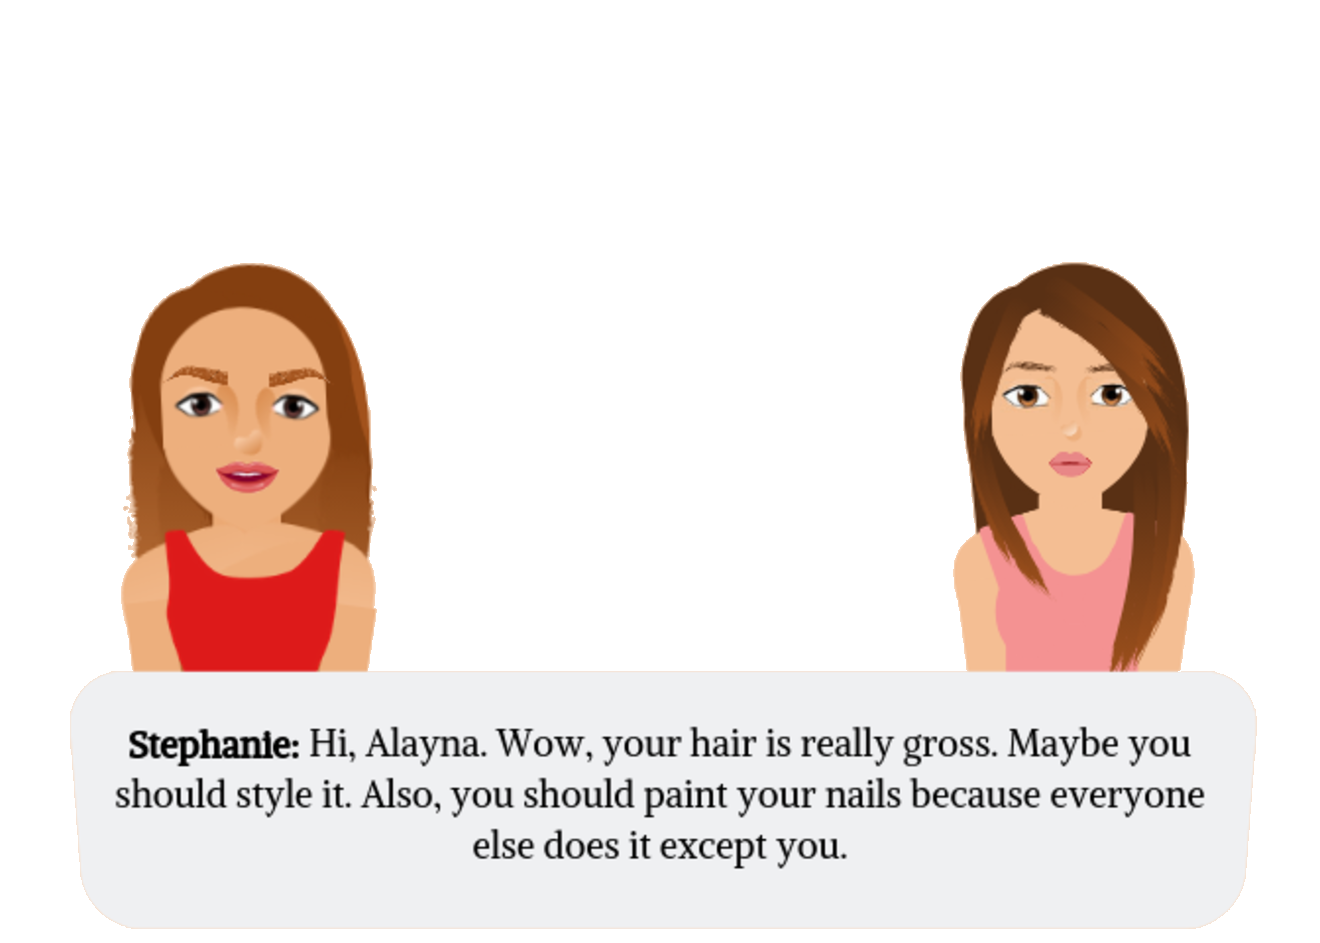 Stephanie: Hi, Alayna. Wow, your hair is really gross. Maybe you
should style it. Also, you should paint your nails because everyone
else does it except you.